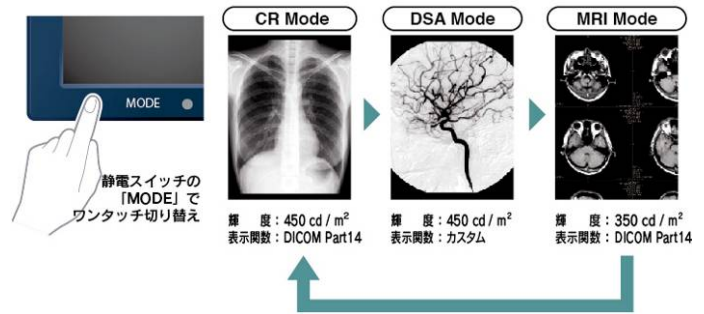 CR Mode
DSA Mode
MRI Mode
MODE
静電スイッチの
「MODE」で
ワンタッチ切り替え
輝　度：450 cd / m²
表示関数：DICOM Part14
輝　度：450 cd / m²
表示関数：カスタム
輝　度：350 cd / m²
表示関数：DICOM Part14